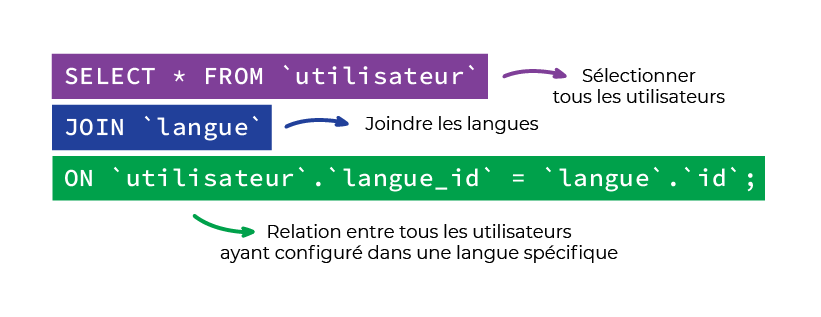 SELECT * FROM `utilisateur`
Sélectionner
tous les utilisateurs
JOIN `langue`
Joindre les langues
ON `utilisateur`.`langue_id` = `langue`.`id`;
Relation entre tous les utilisateurs
ayant configuré dans une langue spécifique